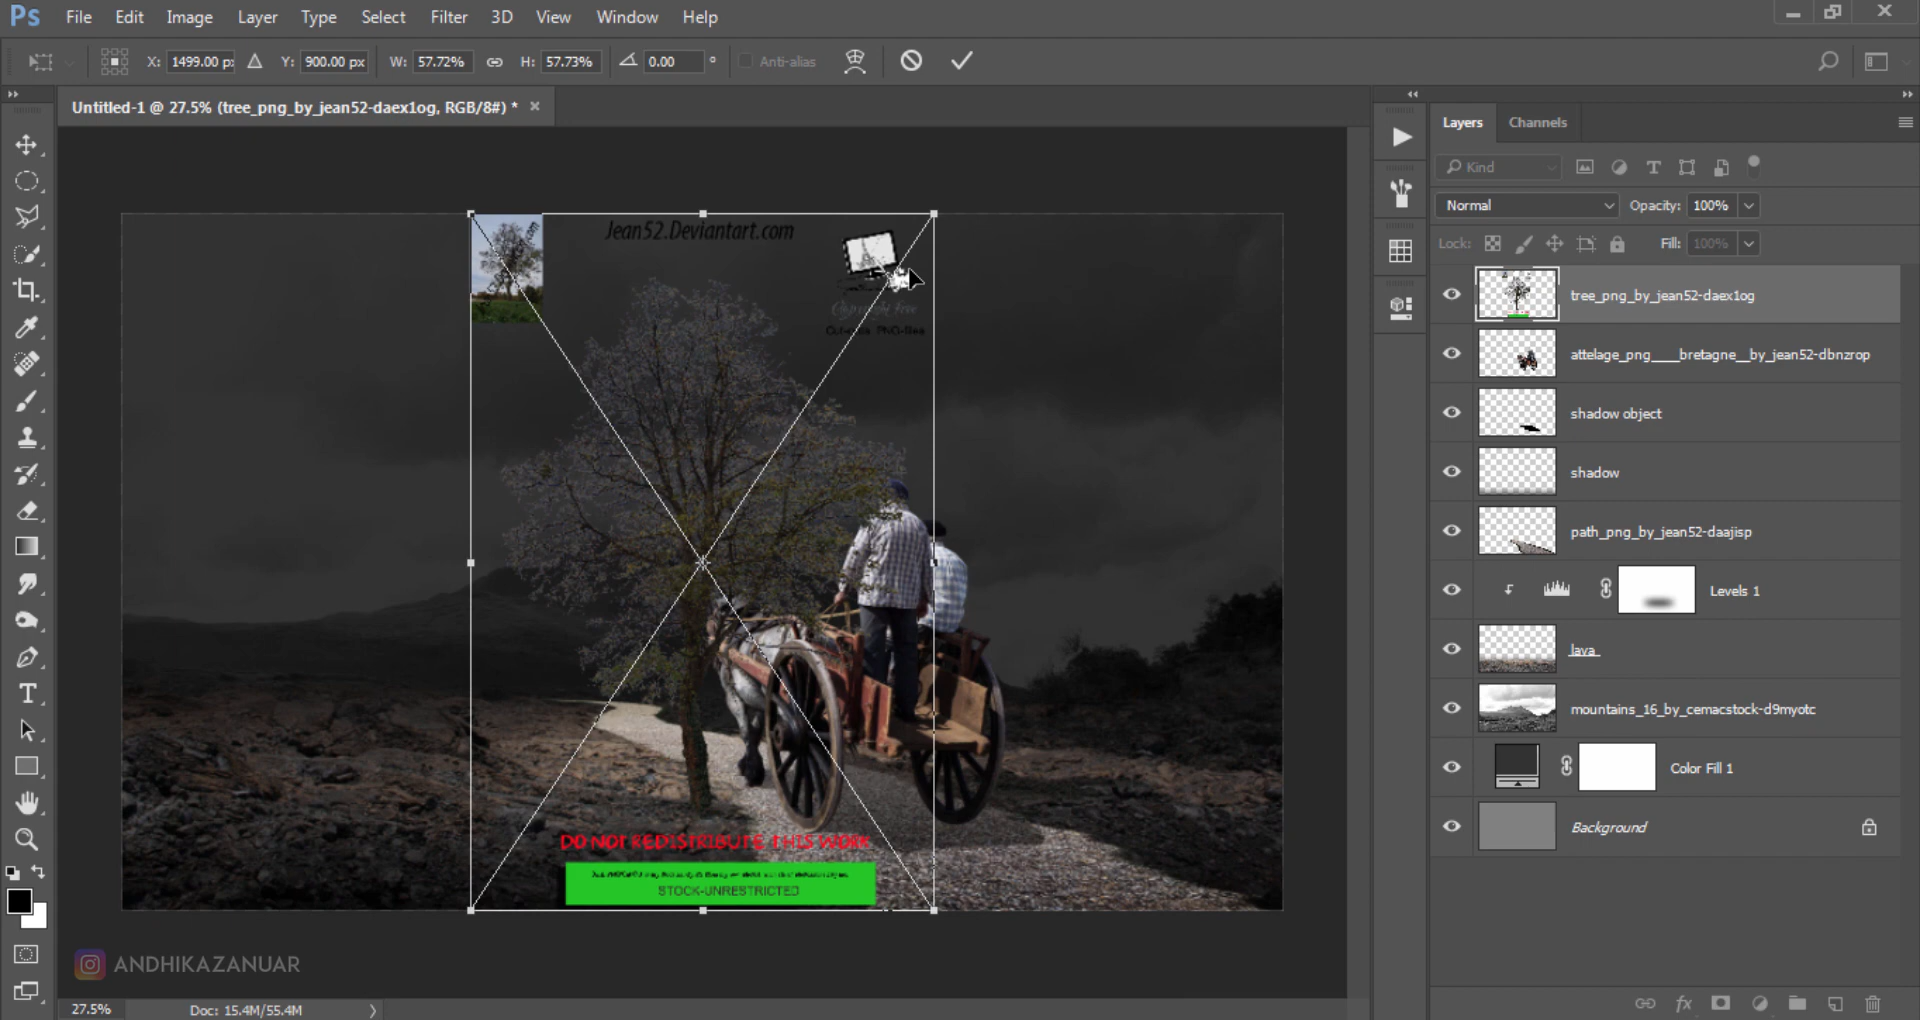 Ps File Edit Image Layer Type Select Filter 3D View Window Help
X: 1499.00 p Y: 900.00 px W: 57.72% H: 57.73% 0.00 ° Anti-alias
Untitled-1 @ 27.5% (tree_png_by_jean52-daex1og, RGB/8#) * ×
Layers Channels
Kind
Normal Opacity: 100%
Lock: Fill: 100%
tree_png_by_jean52-daex1og
attelage_png___bretagne__by_jean52-dbnzrop
shadow object
shadow
path_png_by_jean52-daajisp
Levels 1
lava
mountains_16_by_cemacstock-d9myotc
Color Fill 1
Background
Jean52.Deviantart.com
.com
Copyright Free
DO NOT REDISTRIBUTE THIS WORK
STOCK-UNRESTRICTED
ANDHIKAZANUAR
27.5% Doc: 15.4M/55.4M
fx